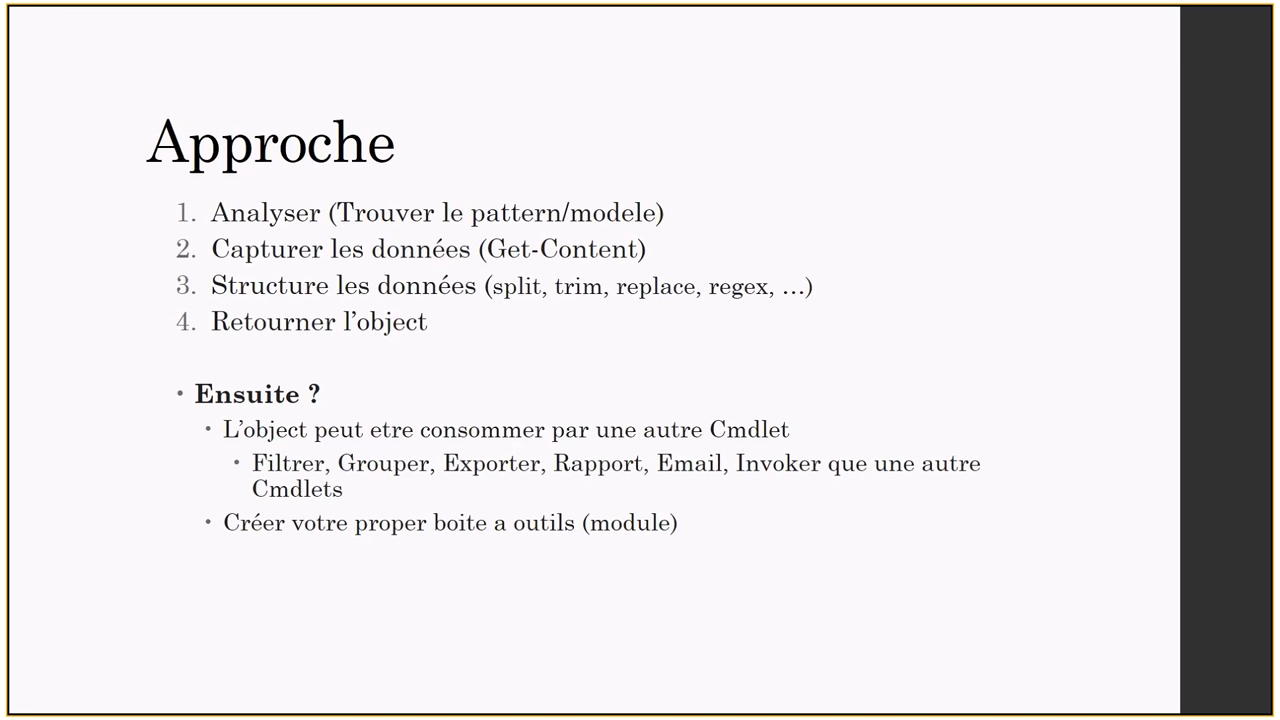 Approche
1. Analyser (Trouver le pattern/modele)
2. Capturer les données (Get-Content)
3. Structure les données (split, trim, replace, regex, …)
4. Retourner l’object
• Ensuite ?
• L’object peut etre consommer par une autre Cmdlet
• Filtrer, Grouper, Exporter, Rapport, Email, Invoker que une autre
Cmdlets
• Créer votre proper boite a outils (module)